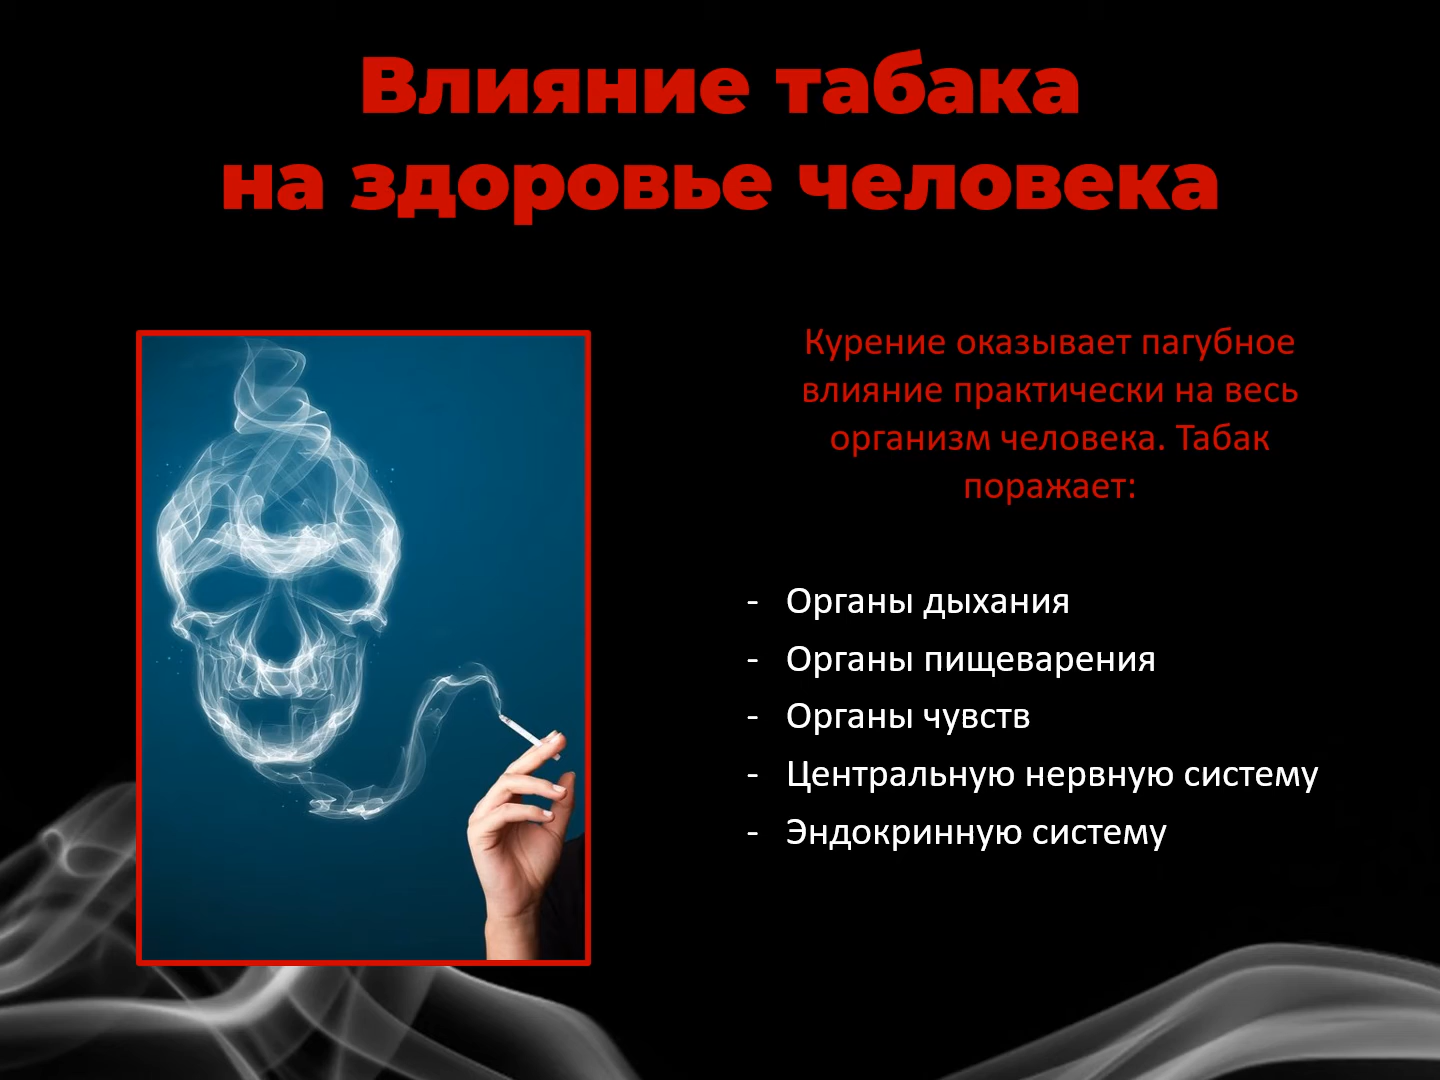 Влияние табака
на здоровье человека
Курение оказывает пагубное
влияние практически на весь
организм человека. Табак
поражает:
- Органы дыхания
- Органы пищеварения
- Органы чувств
- Центральную нервную систему
- Эндокринную систему